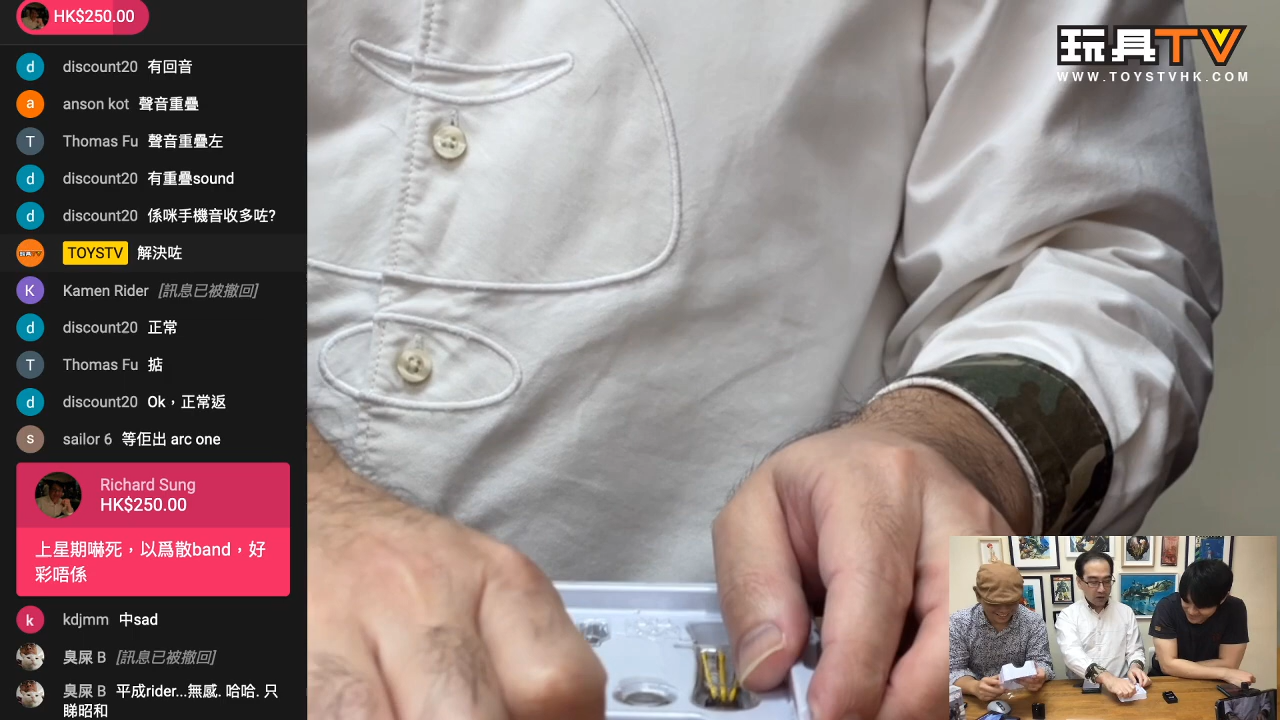 HK$250.00
d discount20 有回音
a anson kot 聲音重疊
T Thomas Fu 聲音重疊左
d discount20 有重疊sound
d discount20 係咪手機音收多咗?
TOYSTV 解決咗
K Kamen Rider [訊息已被撤回]
d discount20 正常
T Thomas Fu 掂
d discount20 Ok，正常返
s sailor 6 等佢出 arc one
Richard Sung
HK$250.00
上星期嚇死，以爲散band，好
彩唔係
k kdjmm 中sad
臭屎 B [訊息已被撤回]
臭屎 B 平成rider...無感. 哈哈. 只
睇昭和
玩具TV
WWW.TOYSTVHK.COM